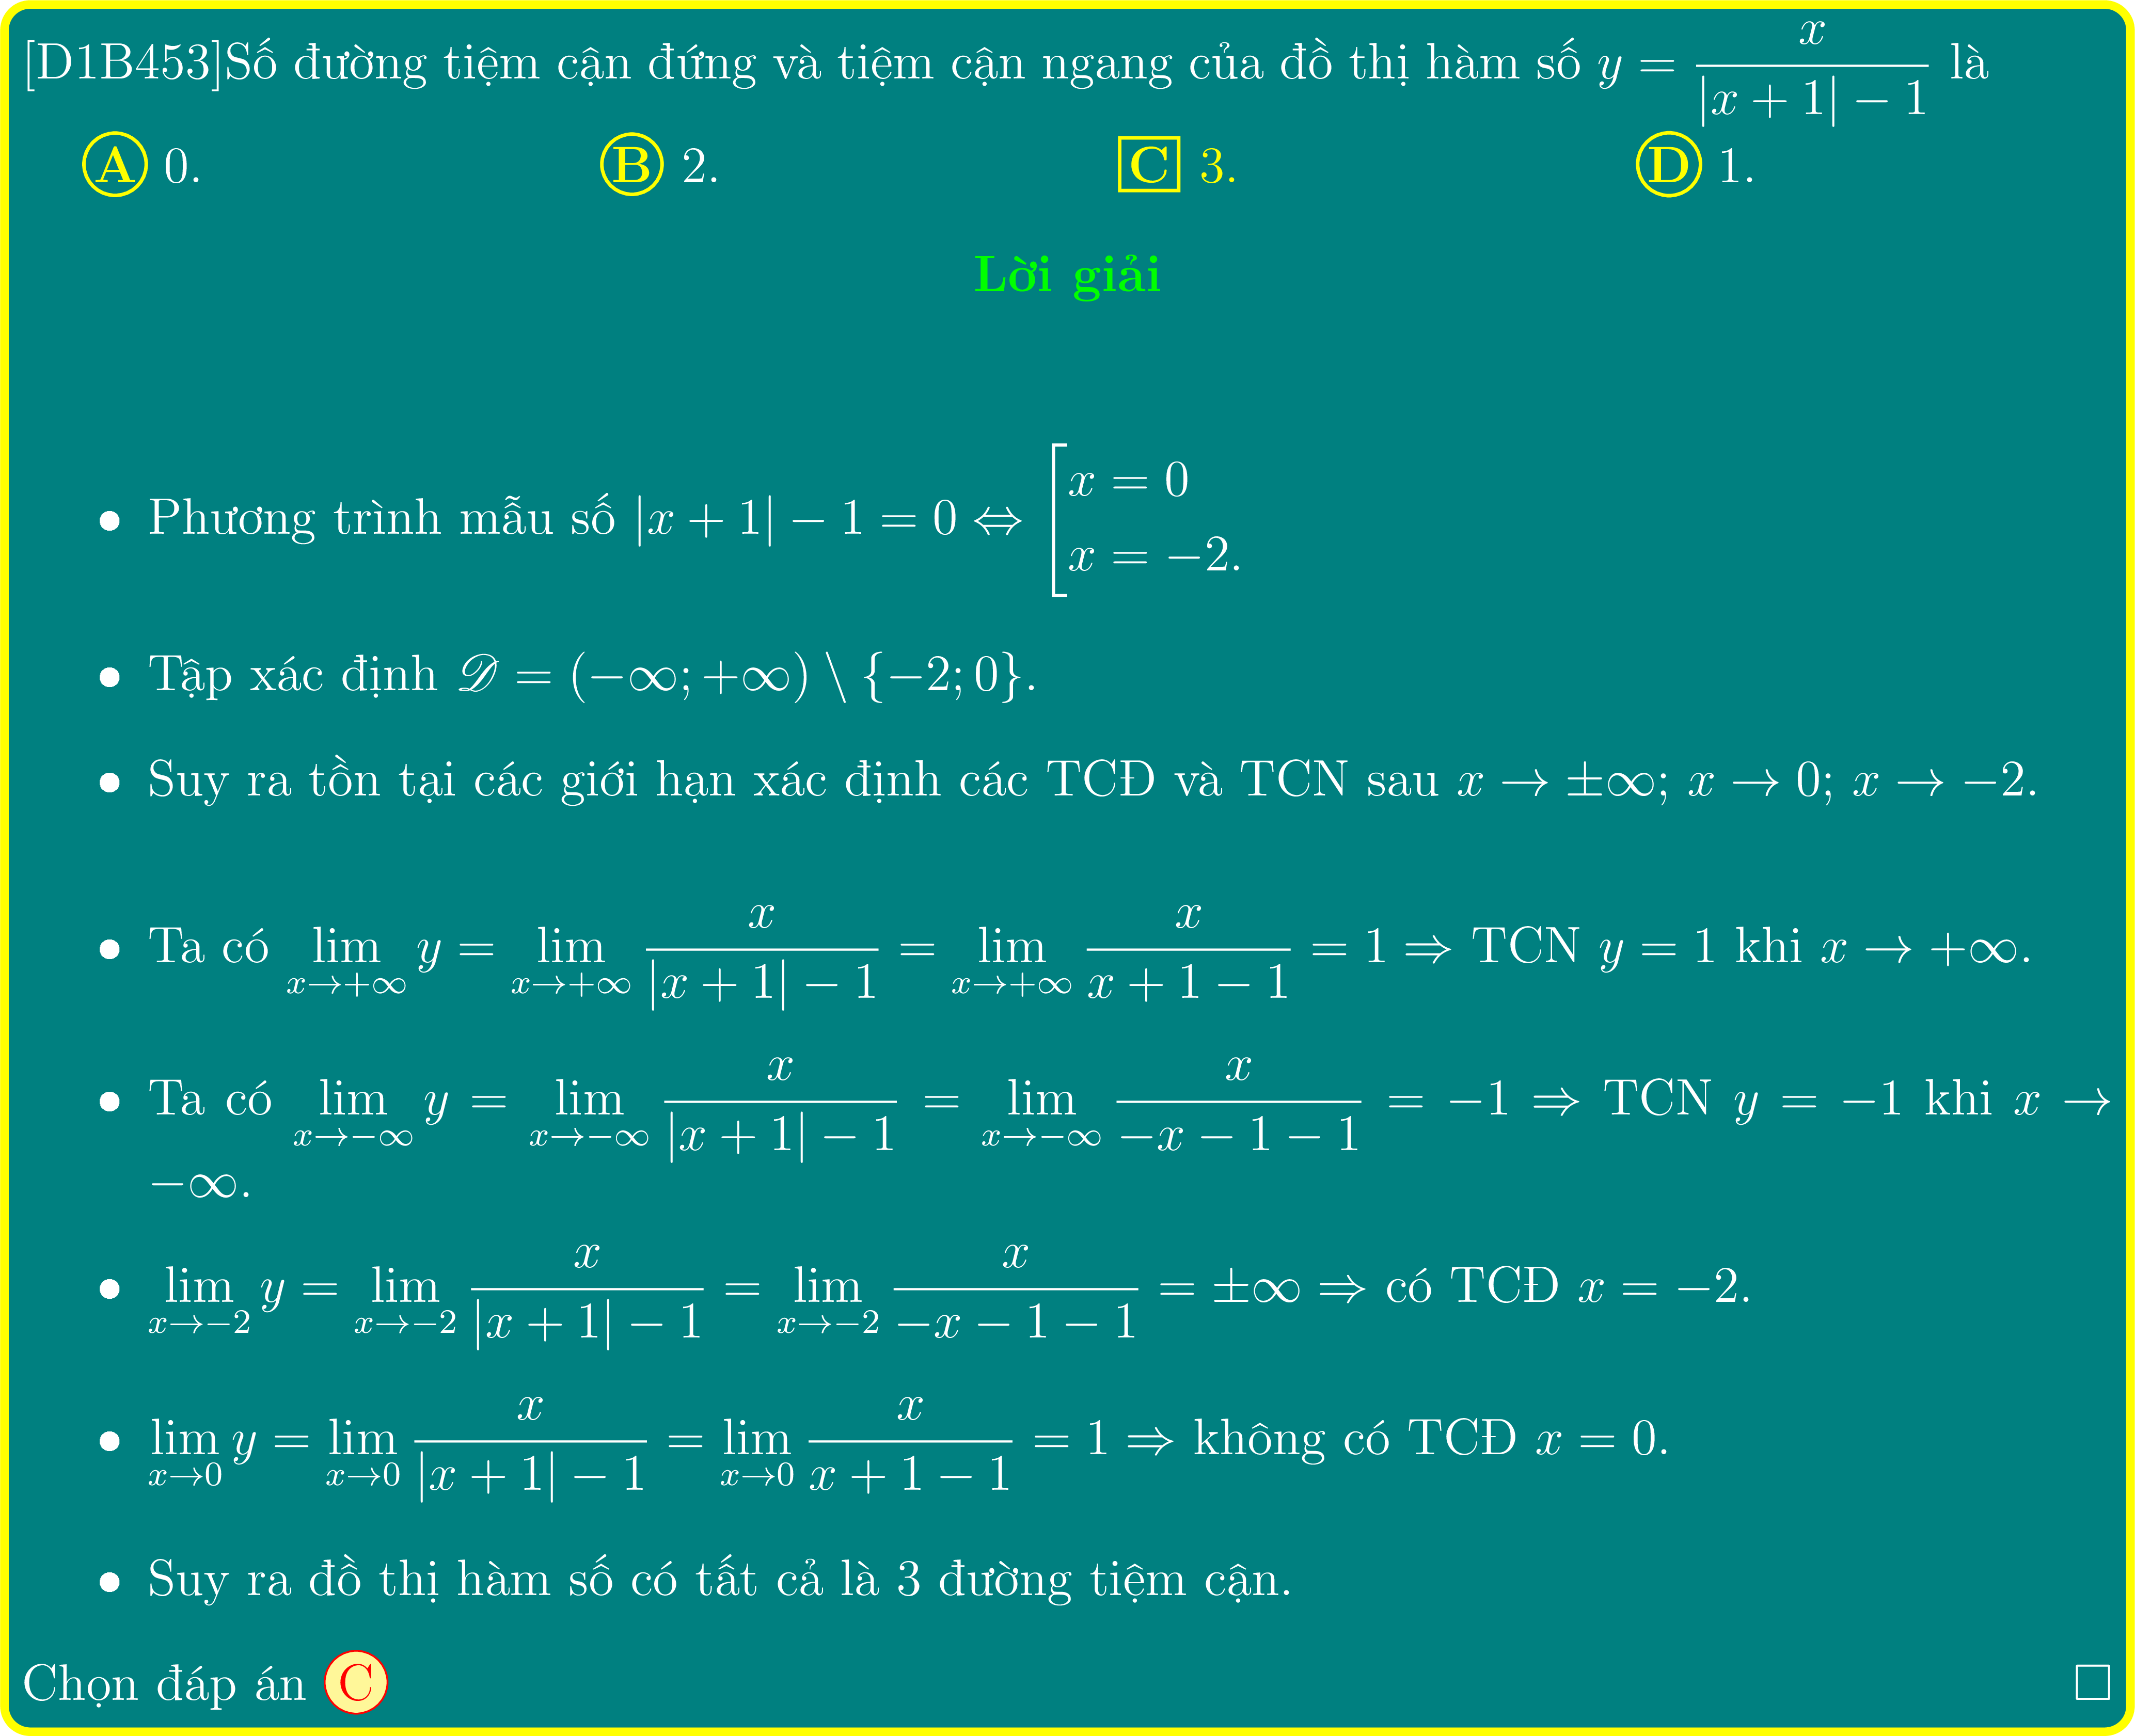 [D1B453]Số đường tiệm cận đứng và tiệm cận ngang của đồ thị hàm số $y = \dfrac{x}{|x+1|-1}$ là
A 0. B 2. C 3. D 1.
Lời giải
• Phương trình mẫu số $|x+1|-1=0 \Leftrightarrow \left[\begin{array}{l} x=0 \\ x=-2. \end{array}\right.$
• Tập xác định $\mathscr{D} = (-\infty;+\infty) \setminus \{-2;0\}$.
• Suy ra tồn tại các giới hạn xác định các TCĐ và TCN sau $x \to \pm\infty$; $x \to 0$; $x \to -2$.
• Ta có $\lim\limits_{x\to+\infty} y = \lim\limits_{x\to+\infty} \dfrac{x}{|x+1|-1} = \lim\limits_{x\to+\infty} \dfrac{x}{x+1-1} = 1 \Rightarrow$ TCN $y=1$ khi $x \to +\infty$.
• Ta có $\lim\limits_{x\to-\infty} y = \lim\limits_{x\to-\infty} \dfrac{x}{|x+1|-1} = \lim\limits_{x\to-\infty} \dfrac{x}{-x-1-1} = -1 \Rightarrow$ TCN $y=-1$ khi $x \to$
$-\infty$.
• $\lim\limits_{x\to-2} y = \lim\limits_{x\to-2} \dfrac{x}{|x+1|-1} = \lim\limits_{x\to-2} \dfrac{x}{-x-1-1} = \pm\infty \Rightarrow$ có TCĐ $x=-2$.
• $\lim\limits_{x\to0} y = \lim\limits_{x\to0} \dfrac{x}{|x+1|-1} = \lim\limits_{x\to0} \dfrac{x}{x+1-1} = 1 \Rightarrow$ không có TCĐ $x=0$.
• Suy ra đồ thị hàm số có tất cả là 3 đường tiệm cận.
Chọn đáp án C □